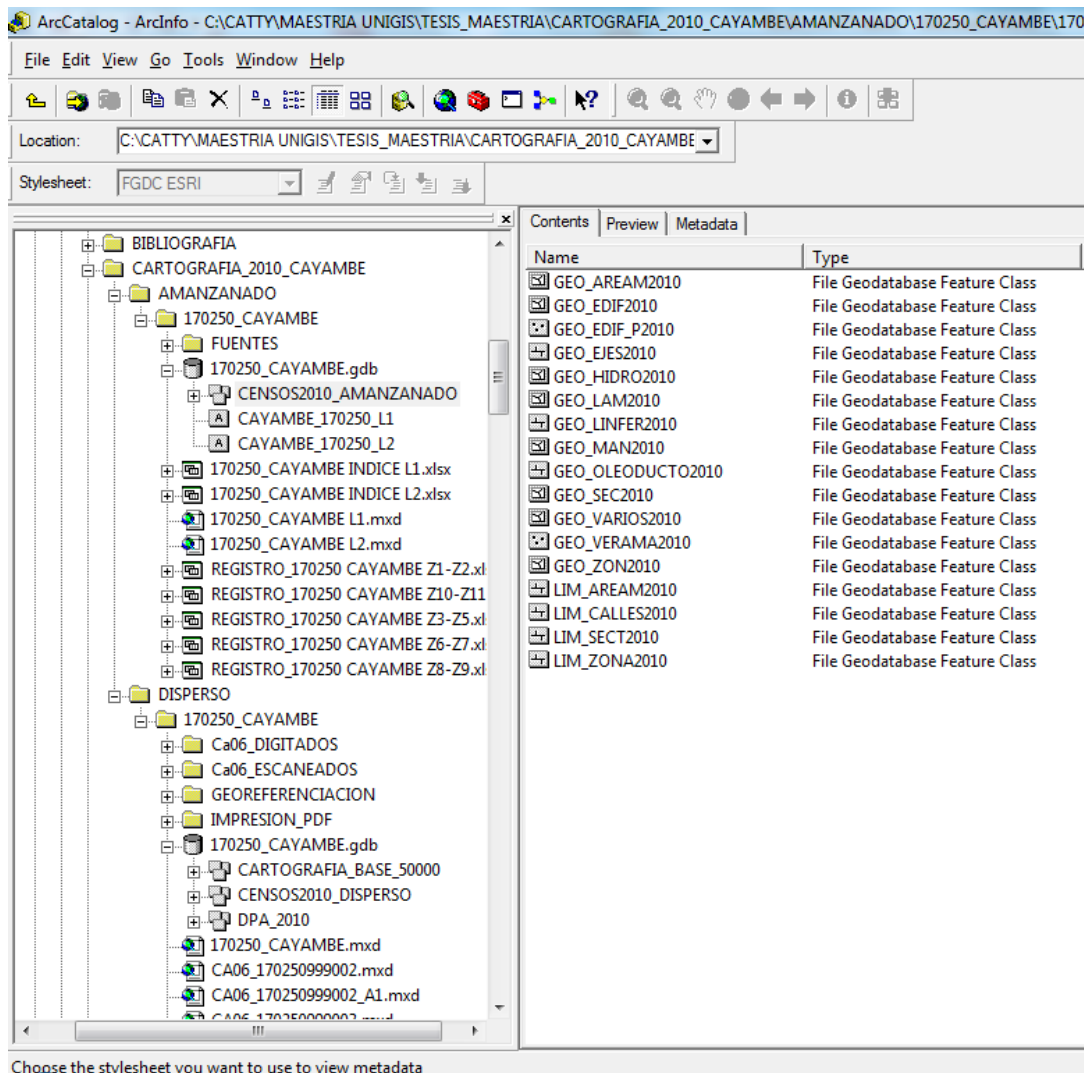 ArcCatalog - ArcInfo - C:\CATTY\MAESTRIA UNIGIS\TESIS_MAESTRIA\CARTOGRAFIA_2010_CAYAMBE\AMANZANADO\170250_CAYAMBE\170
File Edit View Go Tools Window Help
Location: C:\CATTY\MAESTRIA UNIGIS\TESIS_MAESTRIA\CARTOGRAFIA_2010_CAYAMBE
Stylesheet: FGDC ESRI
BIBLIOGRAFIA
CARTOGRAFIA_2010_CAYAMBE
AMANZANADO
170250_CAYAMBE
FUENTES
170250_CAYAMBE.gdb
CENSOS2010_AMANZANADO
CAYAMBE_170250_L1
CAYAMBE_170250_L2
170250_CAYAMBE INDICE L1.xlsx
170250_CAYAMBE INDICE L2.xlsx
170250_CAYAMBE L1.mxd
170250_CAYAMBE L2.mxd
REGISTRO_170250 CAYAMBE Z1-Z2.xl
REGISTRO_170250 CAYAMBE Z10-Z11
REGISTRO_170250 CAYAMBE Z3-Z5.xl
REGISTRO_170250 CAYAMBE Z6-Z7.xl
REGISTRO_170250 CAYAMBE Z8-Z9.xl
DISPERSO
170250_CAYAMBE
Ca06_DIGITADOS
Ca06_ESCANEADOS
GEOREFERENCIACION
IMPRESION_PDF
170250_CAYAMBE.gdb
CARTOGRAFIA_BASE_50000
CENSOS2010_DISPERSO
DPA_2010
170250_CAYAMBE.mxd
CA06_170250999002.mxd
CA06_170250999002_A1.mxd
Contents Preview Metadata
Name Type
GEO_AREAM2010 File Geodatabase Feature Class
GEO_EDIF2010 File Geodatabase Feature Class
GEO_EDIF_P2010 File Geodatabase Feature Class
GEO_EJES2010 File Geodatabase Feature Class
GEO_HIDRO2010 File Geodatabase Feature Class
GEO_LAM2010 File Geodatabase Feature Class
GEO_LINFER2010 File Geodatabase Feature Class
GEO_MAN2010 File Geodatabase Feature Class
GEO_OLEODUCTO2010 File Geodatabase Feature Class
GEO_SEC2010 File Geodatabase Feature Class
GEO_VARIOS2010 File Geodatabase Feature Class
GEO_VERAMA2010 File Geodatabase Feature Class
GEO_ZON2010 File Geodatabase Feature Class
LIM_AREAM2010 File Geodatabase Feature Class
LIM_CALLES2010 File Geodatabase Feature Class
LIM_SECT2010 File Geodatabase Feature Class
LIM_ZONA2010 File Geodatabase Feature Class
Choose the stylesheet you want to use to view metadata